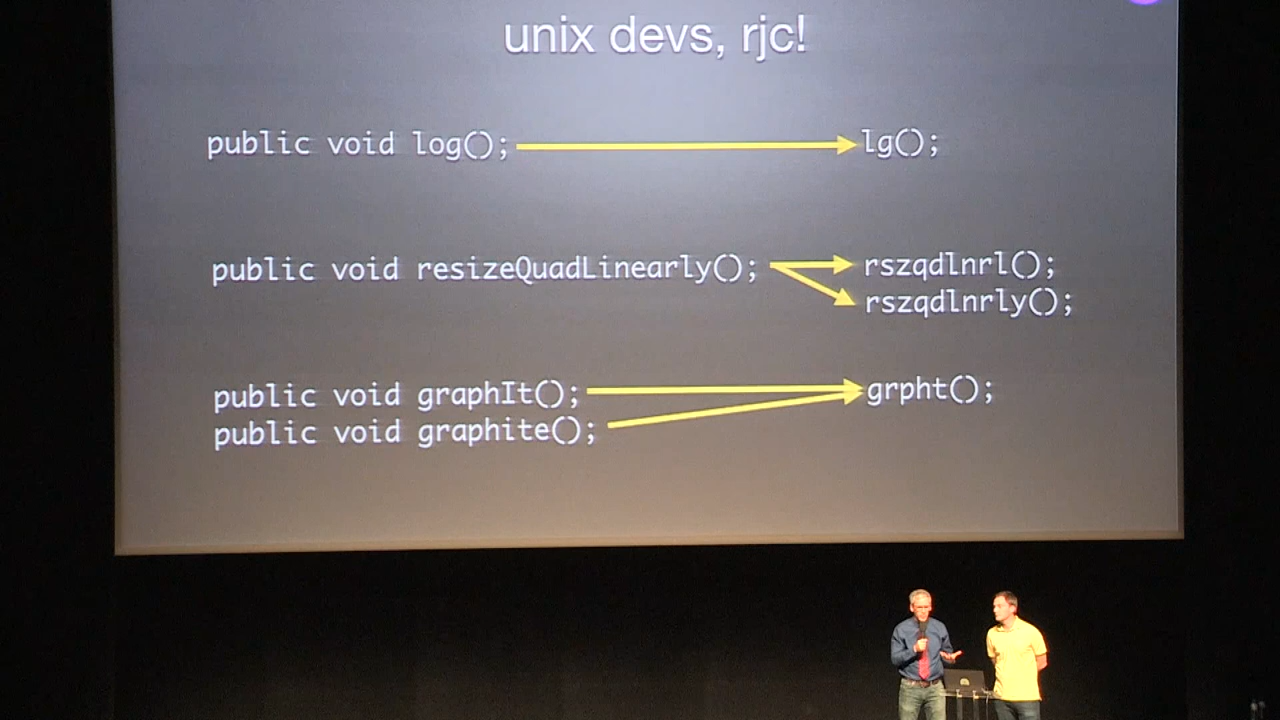 unix devs, rjc!
public void log(); lg();
public void resizeQuadLinearly(); rszqdlnrl();
rszqdlnrly();
public void graphIt(); grpht();
public void graphite();